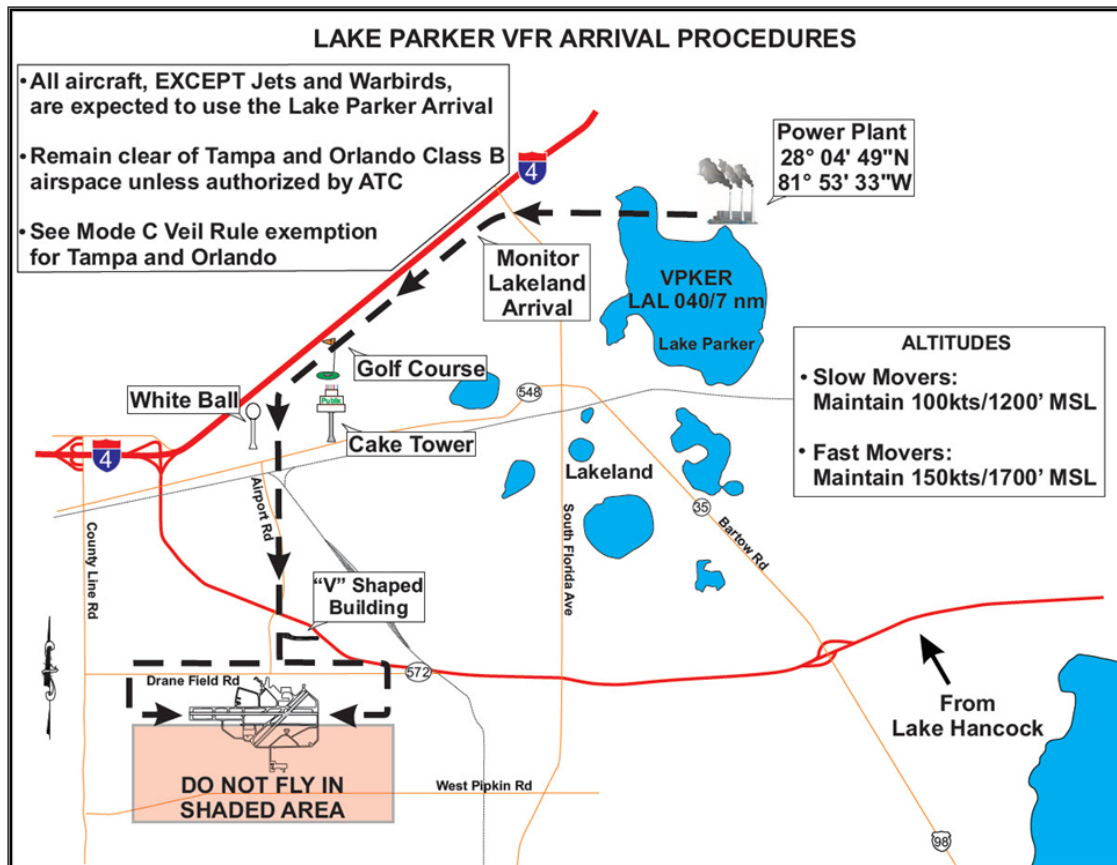 LAKE PARKER VFR ARRIVAL PROCEDURES
• All aircraft, EXCEPT Jets and Warbirds,
are expected to use the Lake Parker Arrival
• Remain clear of Tampa and Orlando Class B
airspace unless authorized by ATC
• See Mode C Veil Rule exemption
for Tampa and Orlando
4
Power Plant
28° 04' 49"N
81° 53' 33"W
Monitor
Lakeland
Arrival
VPKER
LAL 040/7 nm
Lake Parker
ALTITUDES
• Slow Movers:
Maintain 100kts/1200' MSL
• Fast Movers:
Maintain 150kts/1700' MSL
Golf Course
White Ball
Publix
548
Cake Tower
4
Lakeland
Airport Rd
35
Bartow Rd
County Line Rd
South Florida Ave
“V” Shaped
Building
572
Drane Field Rd
From
Lake Hancock
DO NOT FLY IN
SHADED AREA
West Pipkin Rd
98